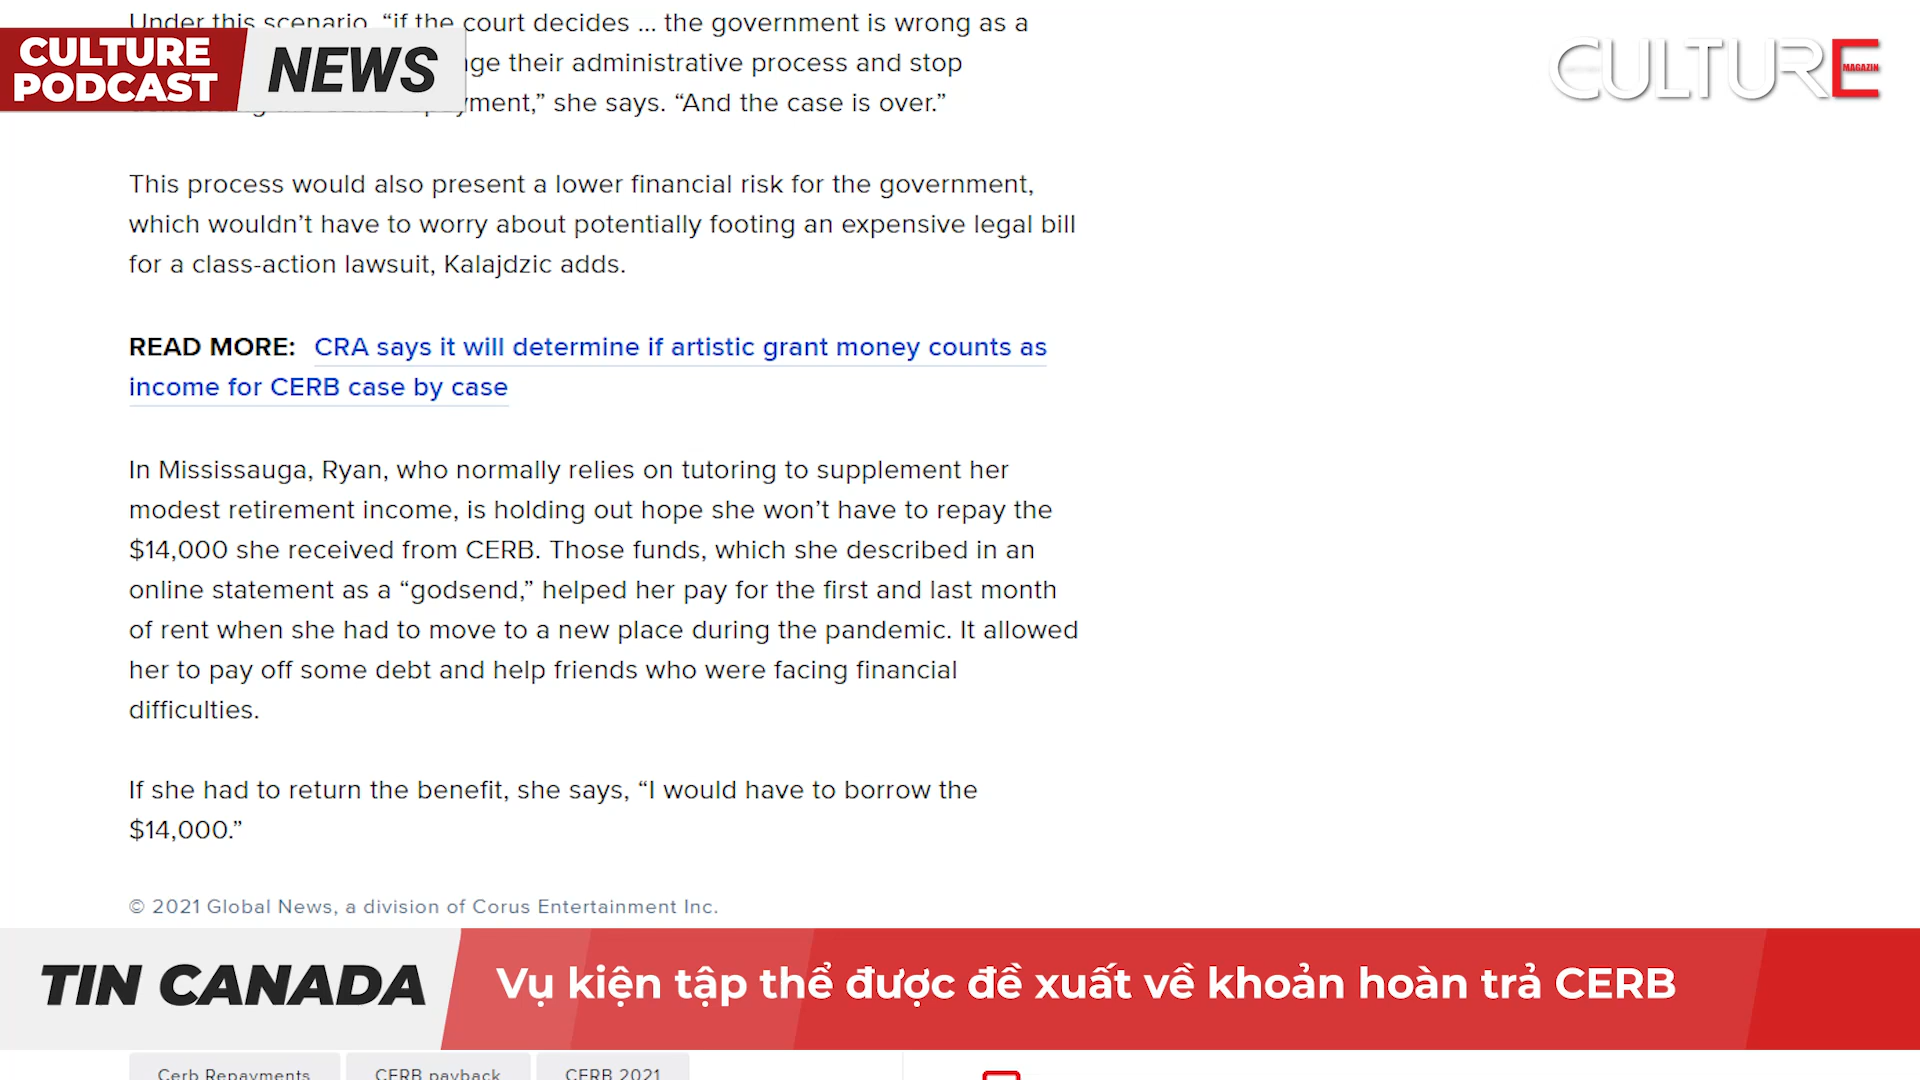 Under this scenario, “if the court decides ... the government is wrong as a
CULTURE
PODCAST
NEWS
CULTURE
MAGAZIN
their administrative process and stop
she says. “And the case is over.”
This process would also present a lower financial risk for the government,
which wouldn’t have to worry about potentially footing an expensive legal bill
for a class-action lawsuit, Kalajdzic adds.
READ MORE: CRA says it will determine if artistic grant money counts as
income for CERB case by case
In Mississauga, Ryan, who normally relies on tutoring to supplement her
modest retirement income, is holding out hope she won’t have to repay the
$14,000 she received from CERB. Those funds, which she described in an
online statement as a “godsend,” helped her pay for the first and last month
of rent when she had to move to a new place during the pandemic. It allowed
her to pay off some debt and help friends who were facing financial
difficulties.
If she had to return the benefit, she says, “I would have to borrow the
$14,000.”
© 2021 Global News, a division of Corus Entertainment Inc.
TIN CANADA
Vụ kiện tập thể được đề xuất về khoản hoàn trả CERB
Cerb Repayments
CERB payback
CERB 2021